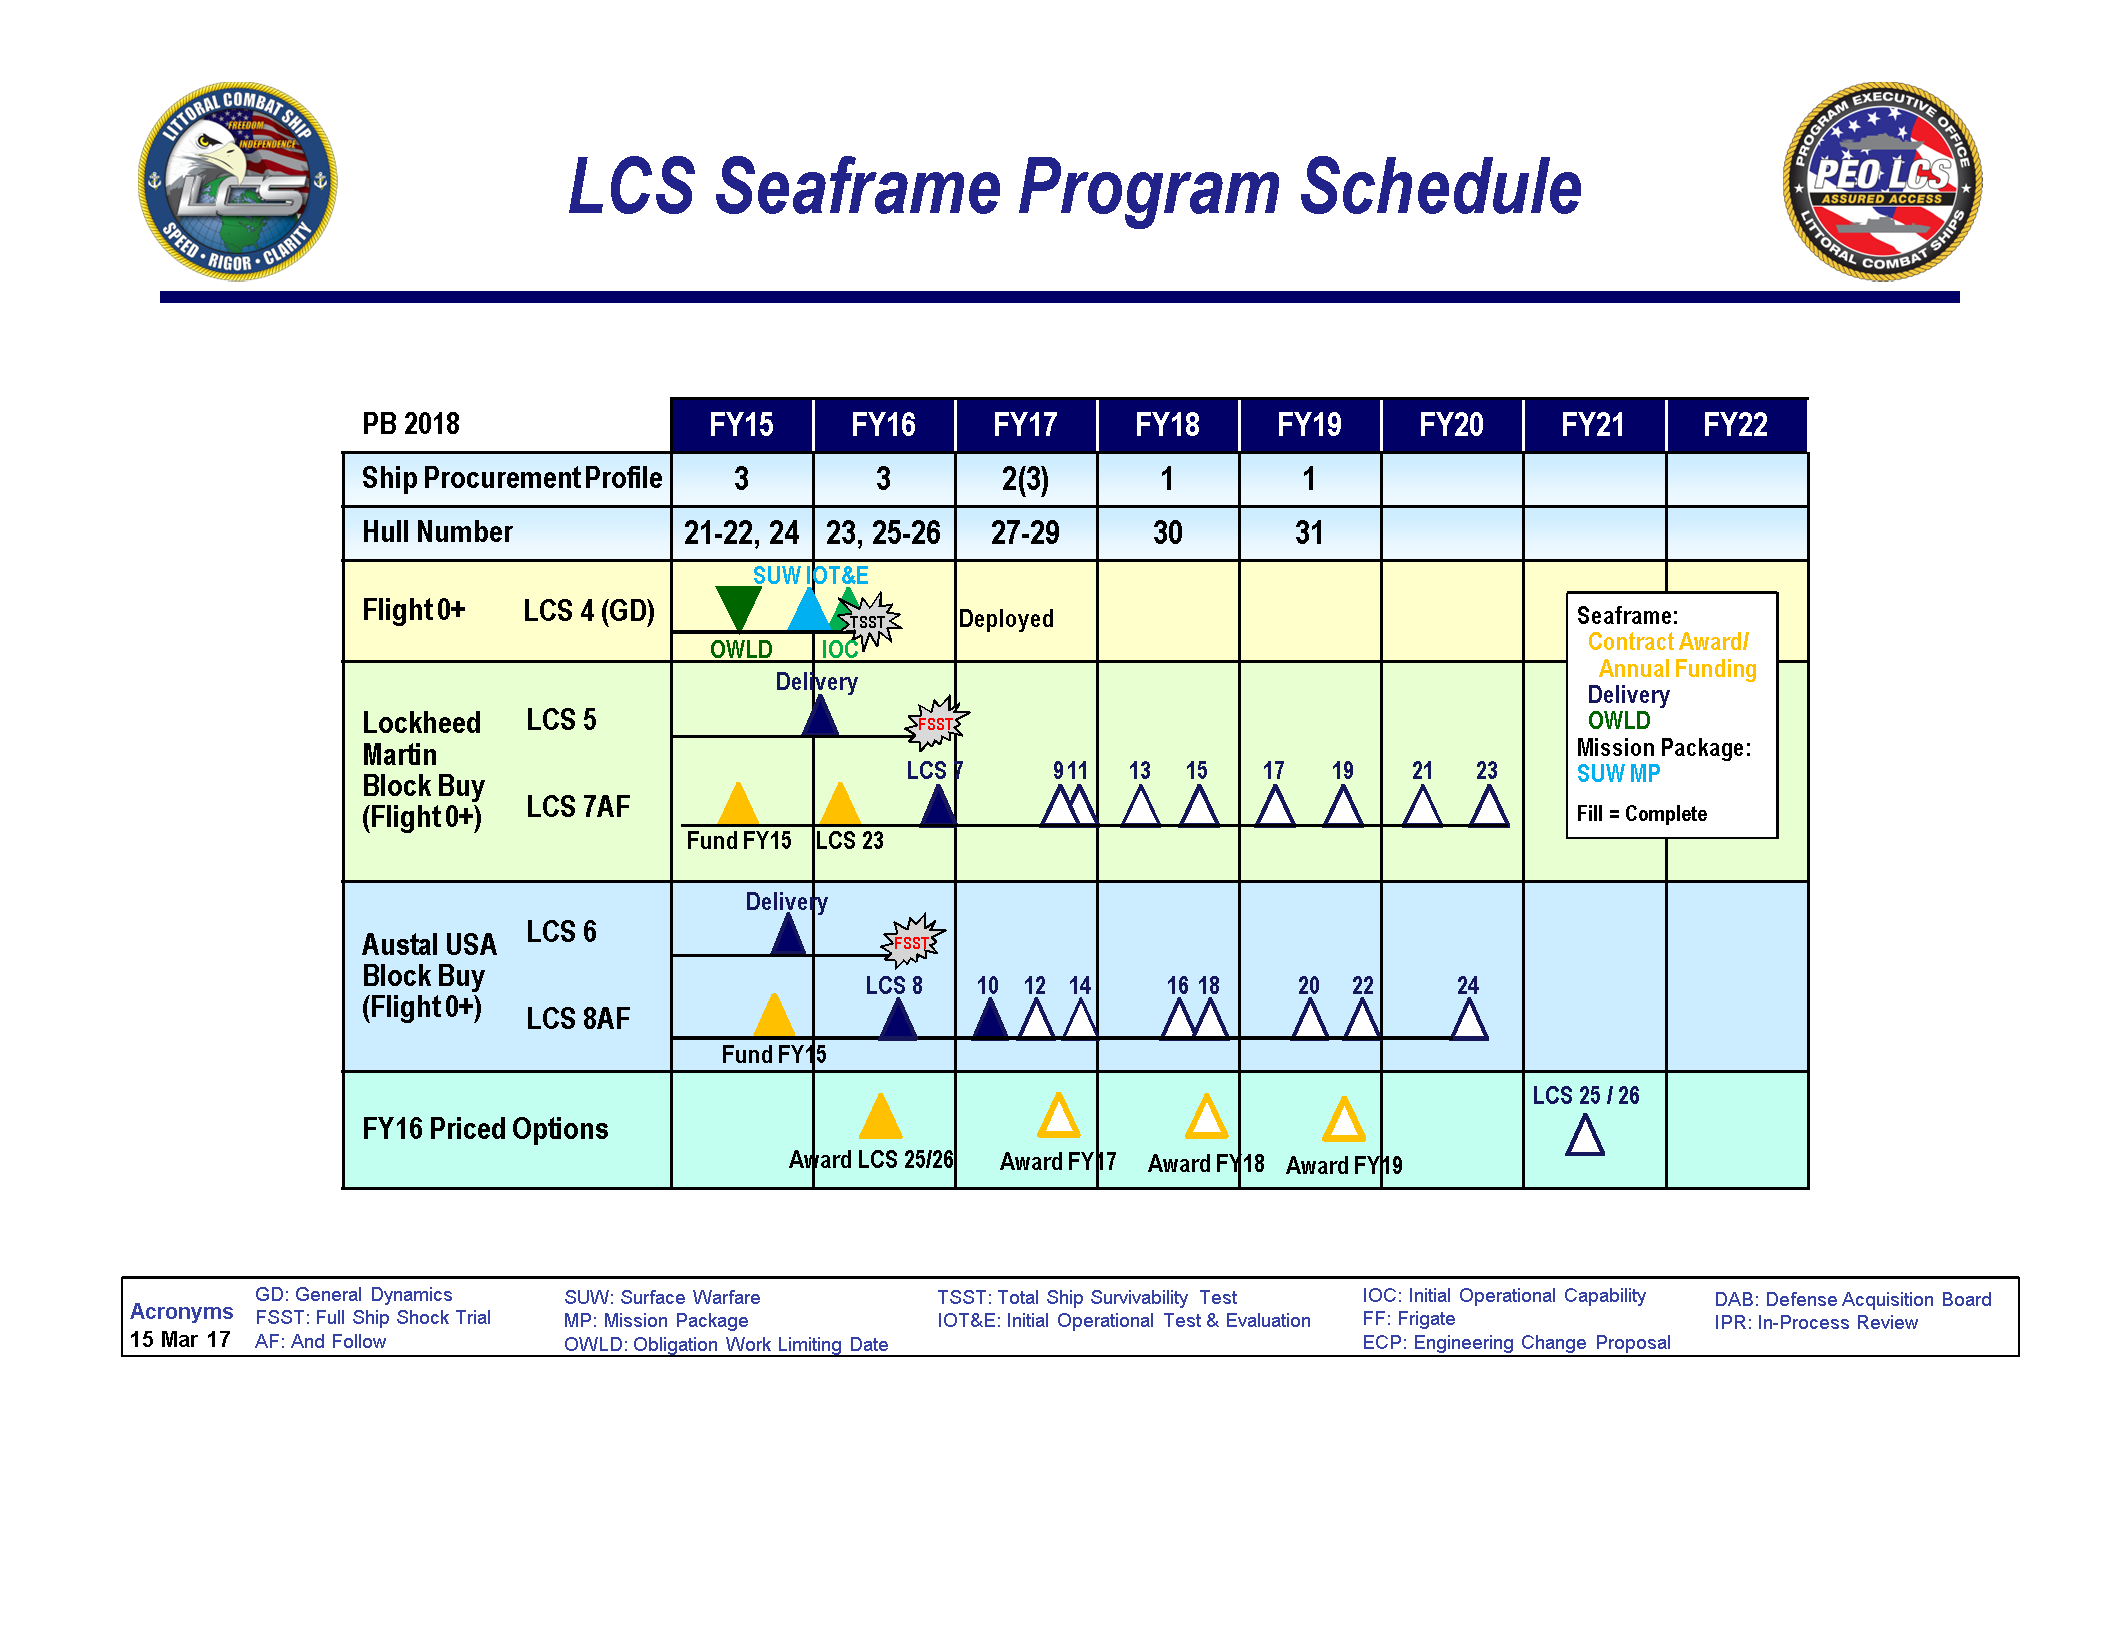 LITTORAL COMBAT SHIP
FREEDOM
INDEPENDENCE
LCS
SPEED • RIGOR • CLARITY
LCS Seaframe Program Schedule
PROGRAM EXECUTIVE OFFICE
PEO LCS
ASSURED ACCESS
LITTORAL COMBAT SHIPS
PB 2018 FY15 FY16 FY17 FY18 FY19 FY20 FY21 FY22
Ship Procurement Profile 3 3 2(3) 1 1
Hull Number 21-22, 24 23, 25-26 27-29 30 31
SUW IOT&E
Flight 0+ LCS 4 (GD) TSST Deployed
OWLD IOC
Seaframe:
Contract Award/
Annual Funding
Delivery
OWLD
Mission Package:
SUW MP
Fill = Complete
Delivery
Lockheed
Martin
Block Buy
(Flight 0+)
LCS 5 FSST
LCS 7 9 11 13 15 17 19 21 23
LCS 7AF
Fund FY15 LCS 23
Delivery
Austal USA
Block Buy
(Flight 0+)
LCS 6 FSST
LCS 8 10 12 14 16 18 20 22 24
LCS 8AF
Fund FY15
LCS 25 / 26
FY16 Priced Options
Award LCS 25/26 Award FY17 Award FY18 Award FY19
Acronyms
15 Mar 17
GD: General Dynamics
FSST: Full Ship Shock Trial
AF: And Follow
SUW: Surface Warfare
MP: Mission Package
OWLD: Obligation Work Limiting Date
TSST: Total Ship Survivability Test
IOT&E: Initial Operational Test & Evaluation
IOC: Initial Operational Capability
FF: Frigate
ECP: Engineering Change Proposal
DAB: Defense Acquisition Board
IPR: In-Process Review